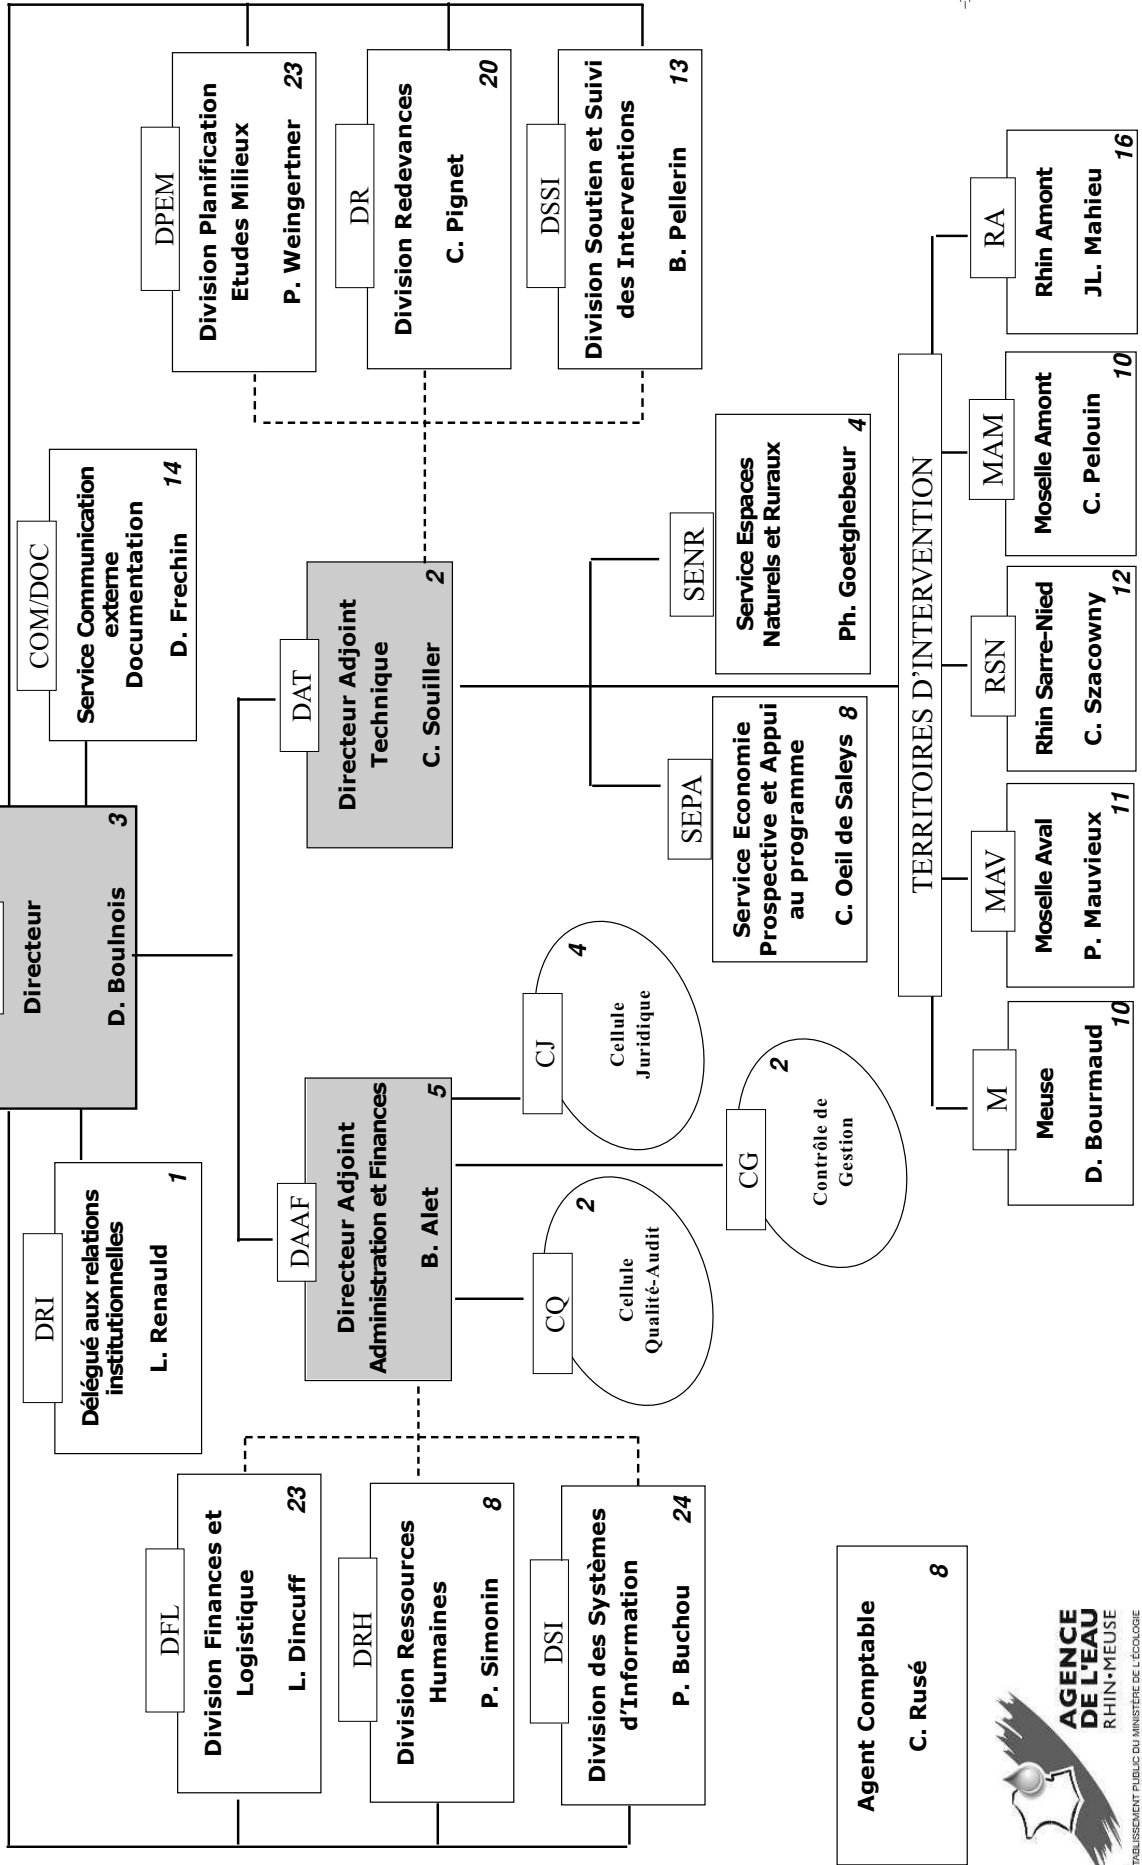 Directeur
D. Boulnois
3
DRI
Délégué aux relations
institutionnelles
L. Renauld
1
COM/DOC
Service Communication
externe
Documentation
D. Frechin
14
DAAF
Directeur Adjoint
Administration et Finances
B. Alet
5
DAT
Directeur Adjoint
Technique
C. Souiller
2
DFL
Division Finances et
Logistique
L. Dincuff
23
DRH
Division Ressources
Humaines
P. Simonin
8
DSI
Division des Systèmes
d'Information
P. Buchou
24
DPEM
Division Planification
Etudes Milieux
P. Weingertner
23
DR
Division Redevances
C. Pignet
20
DSSI
Division Soutien et Suivi
des Interventions
B. Pellerin
13
CQ
2
Cellule
Qualité-Audit
CG
2
Contrôle de
Gestion
CJ
4
Cellule
Juridique
SEPA
Service Economie
Prospective et Appui
au programme
C. Oeil de Saleys 8
SENR
Service Espaces
Naturels et Ruraux
Ph. Goetghebeur
4
TERRITOIRES D'INTERVENTION
M
Meuse
D. Bourmaud
10
MAV
Moselle Aval
P. Mauvieux
11
RSN
Rhin Sarre-Nied
C. Szacowny
12
MAM
Moselle Amont
C. Pelouin
10
RA
Rhin Amont
JL. Mahieu
16
Agent Comptable
C. Rusé
8
AGENCE
DE L'EAU
RHIN•MEUSE
TABLISSEMENT PUBLIC DU MINISTÈRE DE L'ÉCOLOGIE